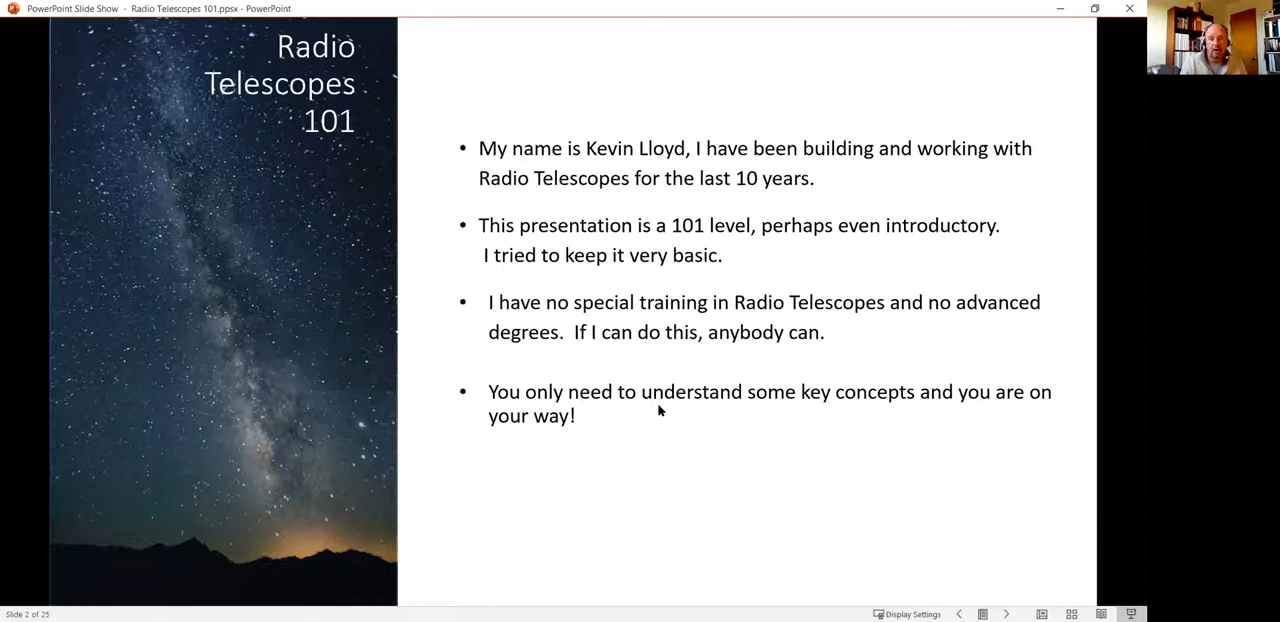 PowerPoint Slide Show - Radio Telescopes 101.ppsx - PowerPoint
Radio
Telescopes
101
• My name is Kevin Lloyd, I have been building and working with
Radio Telescopes for the last 10 years.
• This presentation is a 101 level, perhaps even introductory.
I tried to keep it very basic.
• I have no special training in Radio Telescopes and no advanced
degrees.  If I can do this, anybody can.
• You only need to understand some key concepts and you are on
your way!
Slide 2 of 25
Display Settings